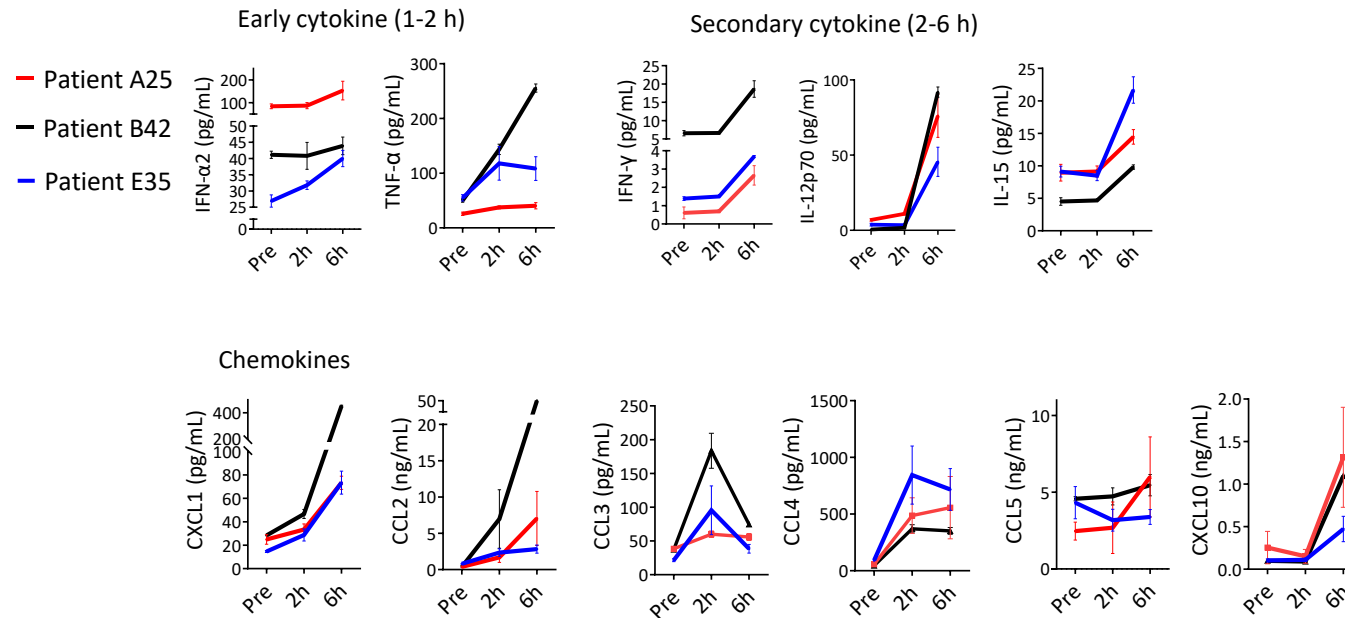 Early cytokine (1-2 h)
Secondary cytokine (2-6 h)
Patient A25
Patient B42
Patient E35
IFN-α2 (pg/mL)
200
100
50
45
40
35
30
25
0
Pre 2h 6h
TNF-α (pg/mL)
300
200
100
0
Pre 2h 6h
IFN-γ (pg/mL)
25
20
15
10
5
4
3
2
1
0
Pre 2h 6h
IL-12p70 (pg/mL)
100
50
0
Pre 2h 6h
IL-15 (pg/mL)
25
20
15
10
5
0
Pre 2h 6h
Chemokines
CXCL1 (pg/mL)
400
200
100
80
60
40
20
0
Pre 2h 6h
CCL2 (ng/mL)
50
20
15
10
5
0
Pre 2h 6h
CCL3 (pg/mL)
250
200
150
100
50
0
Pre 2h 6h
CCL4 (pg/mL)
1500
1000
500
0
Pre 2h 6h
CCL5 (ng/mL)
10
5
0
Pre 2h 6h
CXCL10 (ng/mL)
2.0
1.5
1.0
0.5
0.0
Pre 2h 6h